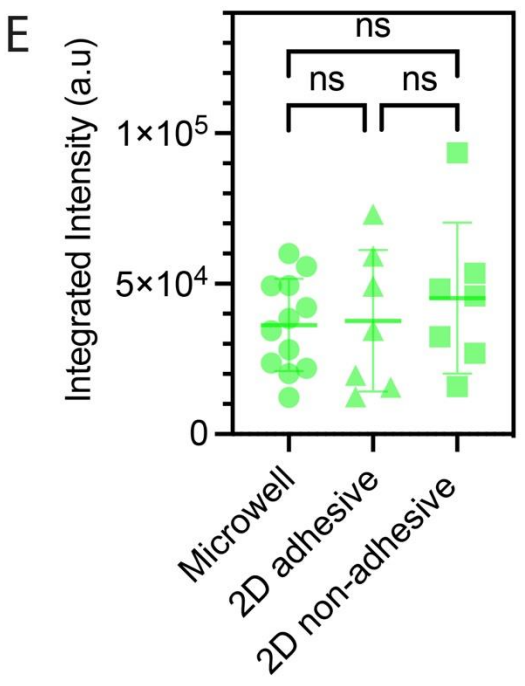 E
ns
ns ns
Integrated Intensity (a.u)
1×10⁵
5×10⁴
0
Microwell
2D adhesive
2D non-adhesive